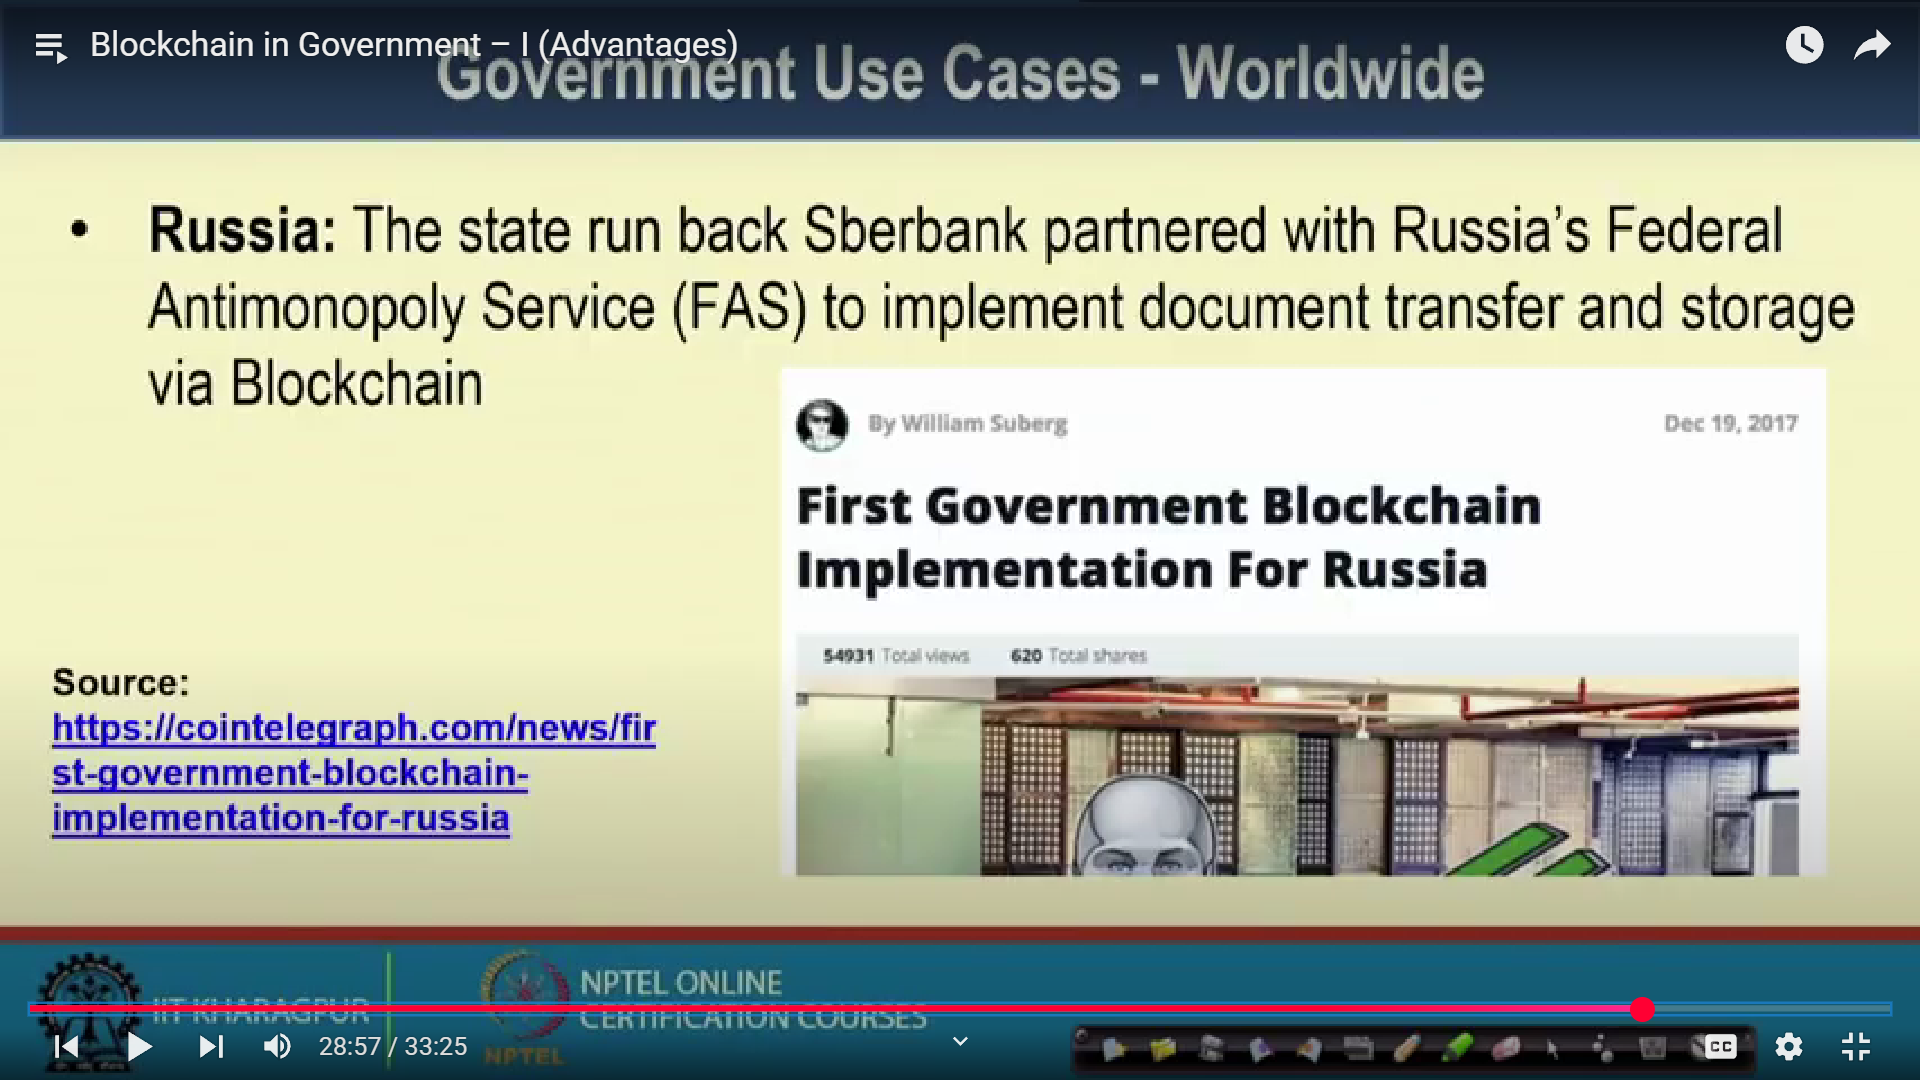 Blockchain in Government – I (Advantages)
Government Use Cases - Worldwide
• Russia: The state run back Sberbank partnered with Russia's Federal
Antimonopoly Service (FAS) to implement document transfer and storage
via Blockchain
By William Suberg
Dec 19, 2017
First Government Blockchain
Implementation For Russia
54931 Total views 620 Total shares
Source:
https://cointelegraph.com/news/fir
st-government-blockchain-
implementation-for-russia
IIT KHARAGPUR
NPTEL ONLINE
CERTIFICATION COURSES
NPTEL
28:57 / 33:25
CC